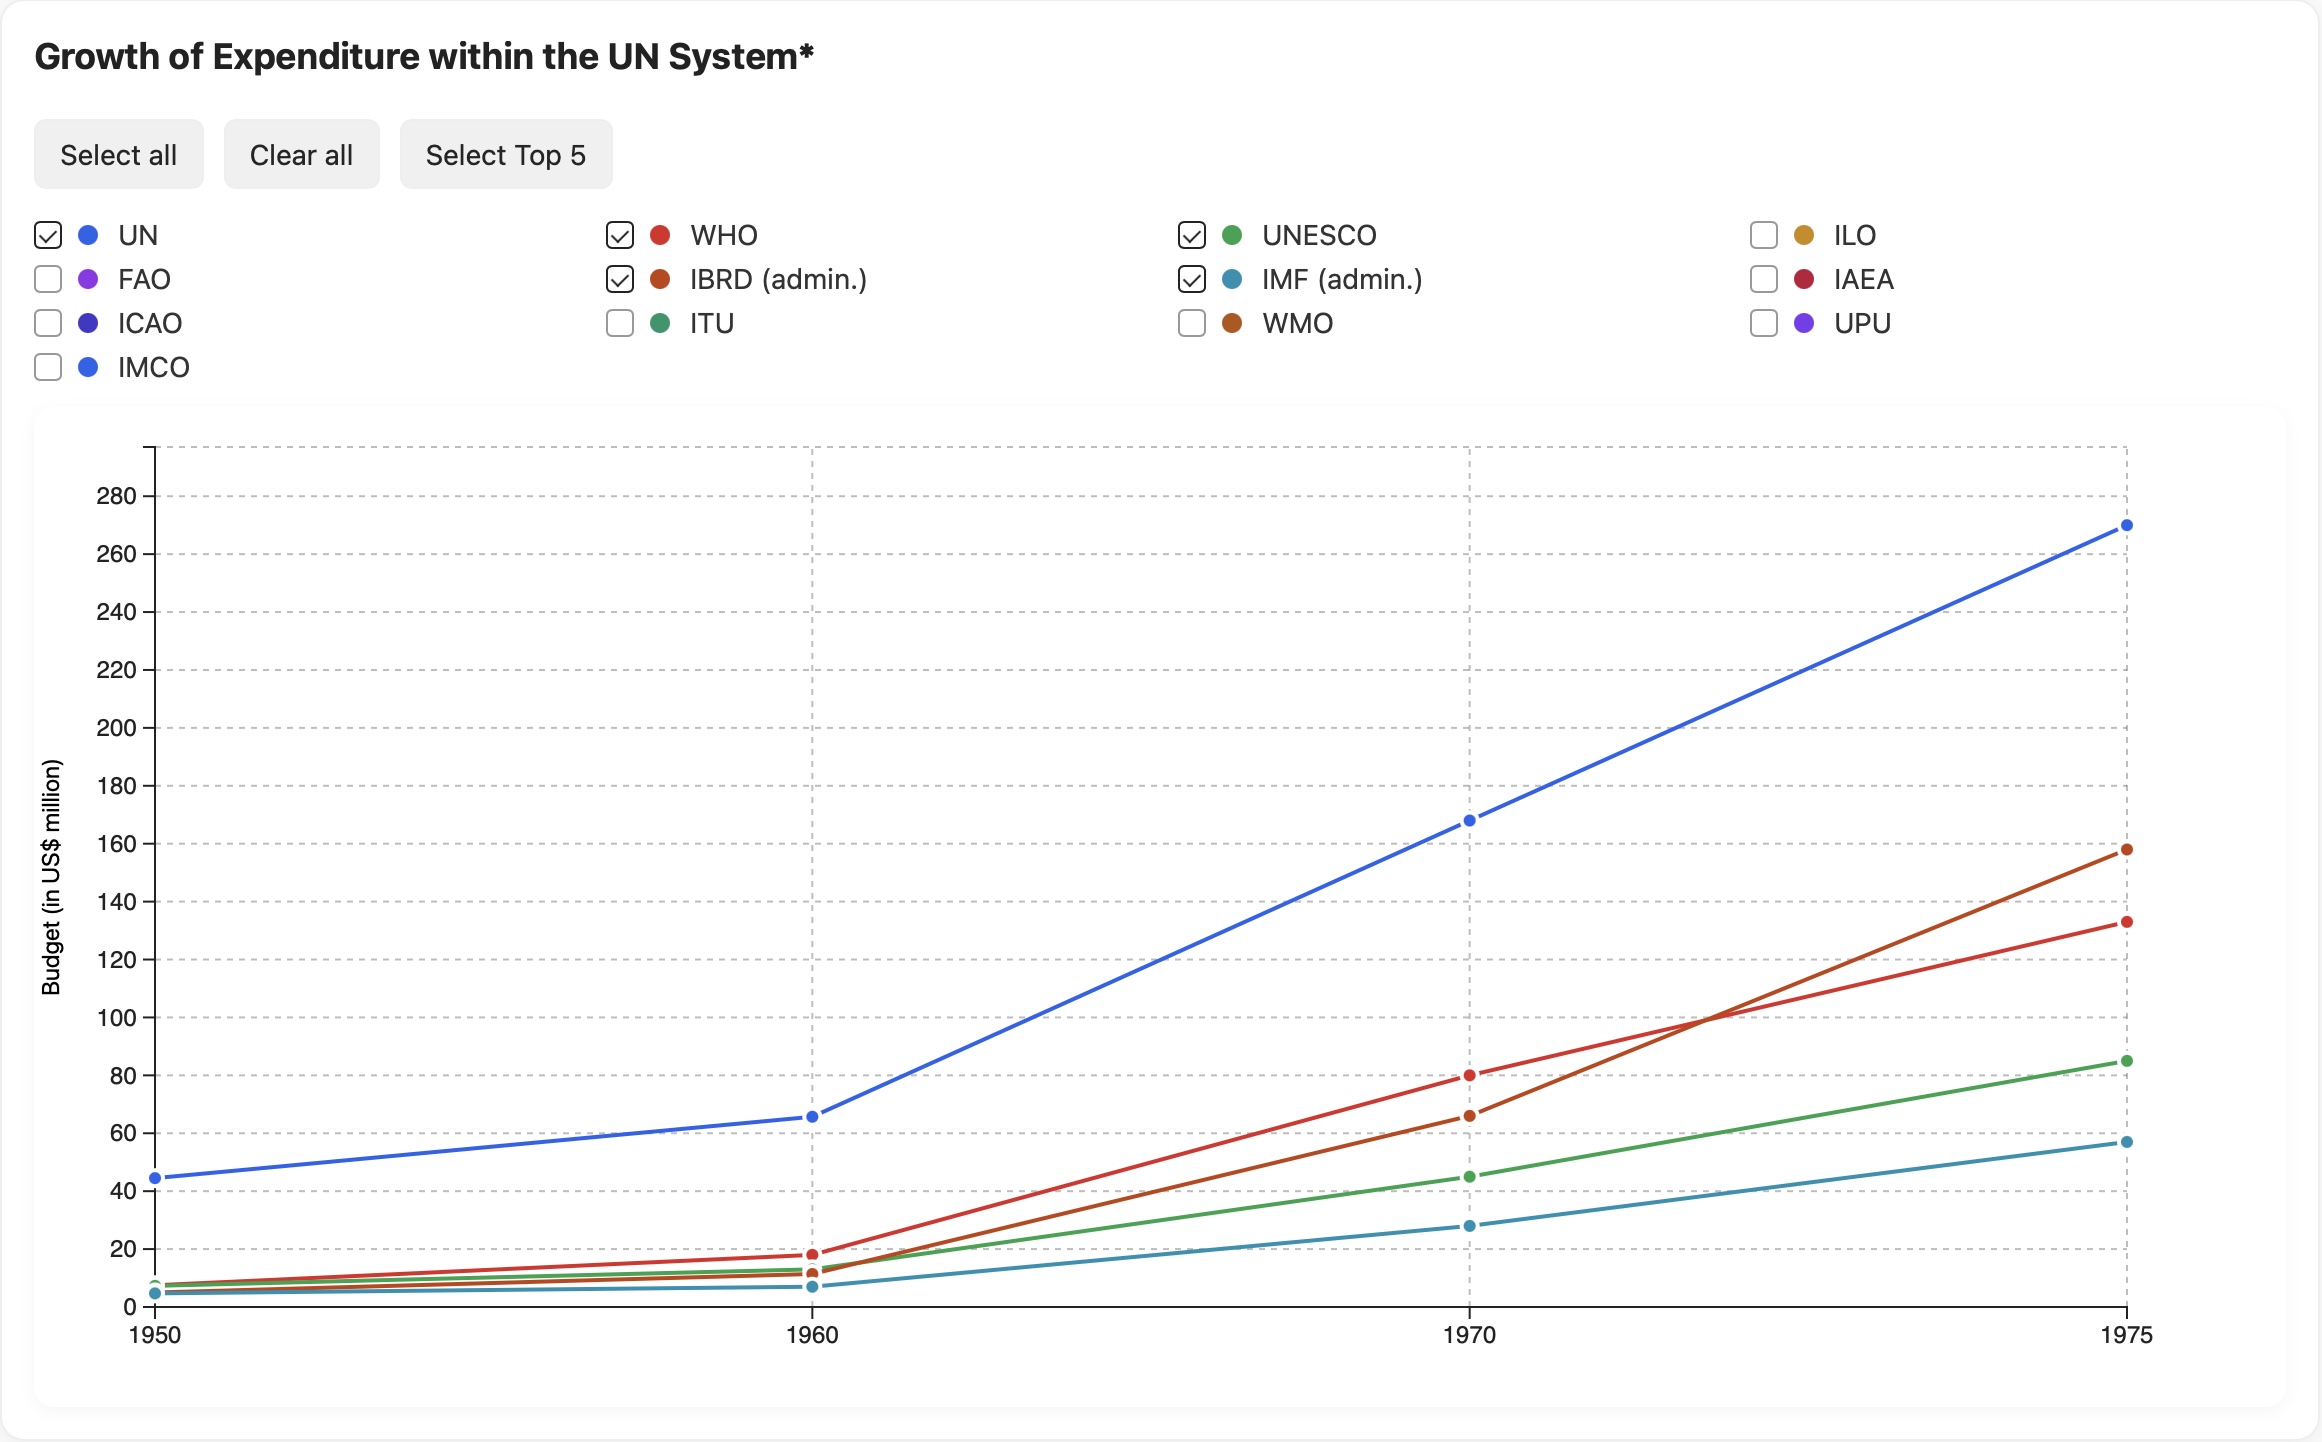 Growth of Expenditure within the UN System*
Select all Clear all Select Top 5
UN WHO UNESCO ILO
FAO IBRD (admin.) IMF (admin.) IAEA
ICAO ITU WMO UPU
IMCO
Budget (in US$ million)
280
260
240
220
200
180
160
140
120
100
80
60
40
20
0
1950 1960 1970 1975